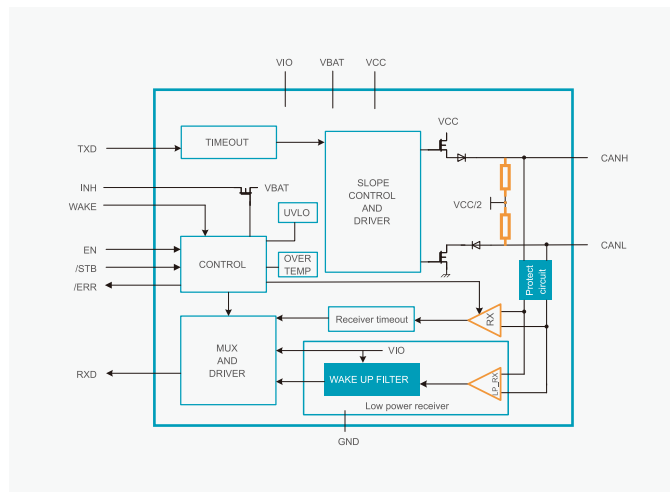 VIO
VBAT
VCC
TXD
TIMEOUT
VCC
CANH
INH
VBAT
SLOPE
CONTROL
AND
DRIVER
WAKE
UVLO
VCC/2
EN
CONTROL
OVER
TEMP
CANL
/STB
/ERR
Protect
circuit
Receiver timeout
RX
MUX
AND
DRIVER
VIO
RXD
WAKE UP FILTER
LP_RX
Low power receiver
GND